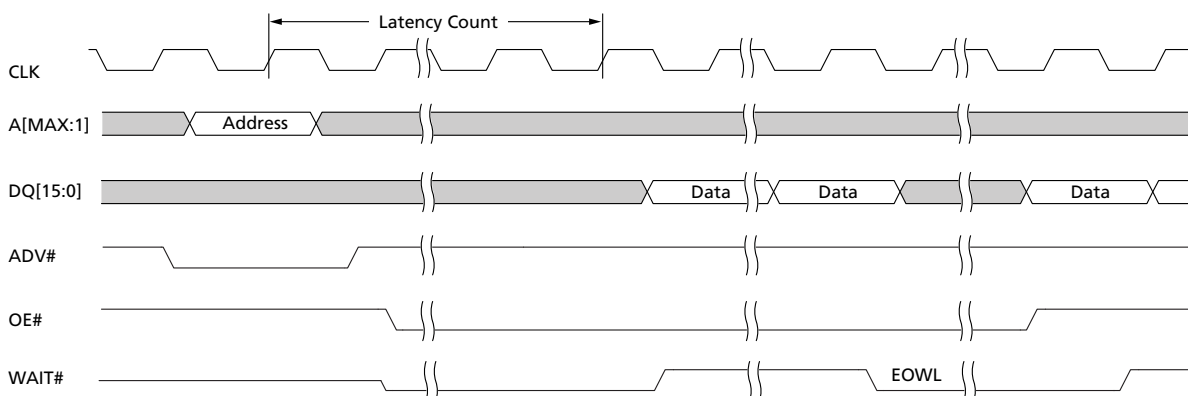 Latency Count
CLK
A[MAX:1] Address
DQ[15:0] Data Data Data
ADV#
OE#
WAIT# EOWL